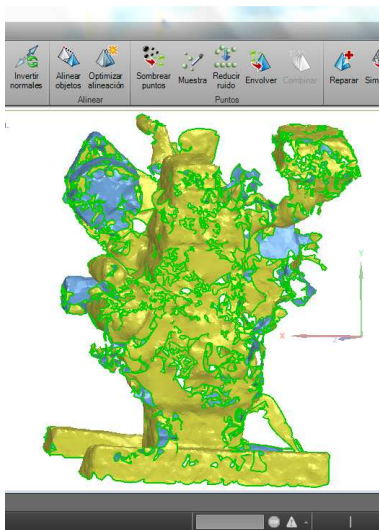 Invertir normales
Alinear objetos
Optimizar alineación
Sombrear puntos
Muestra
Reducir ruido
Envolver
Combinar
Reparar
Sim
Alinear
Puntos
Y
X
Z